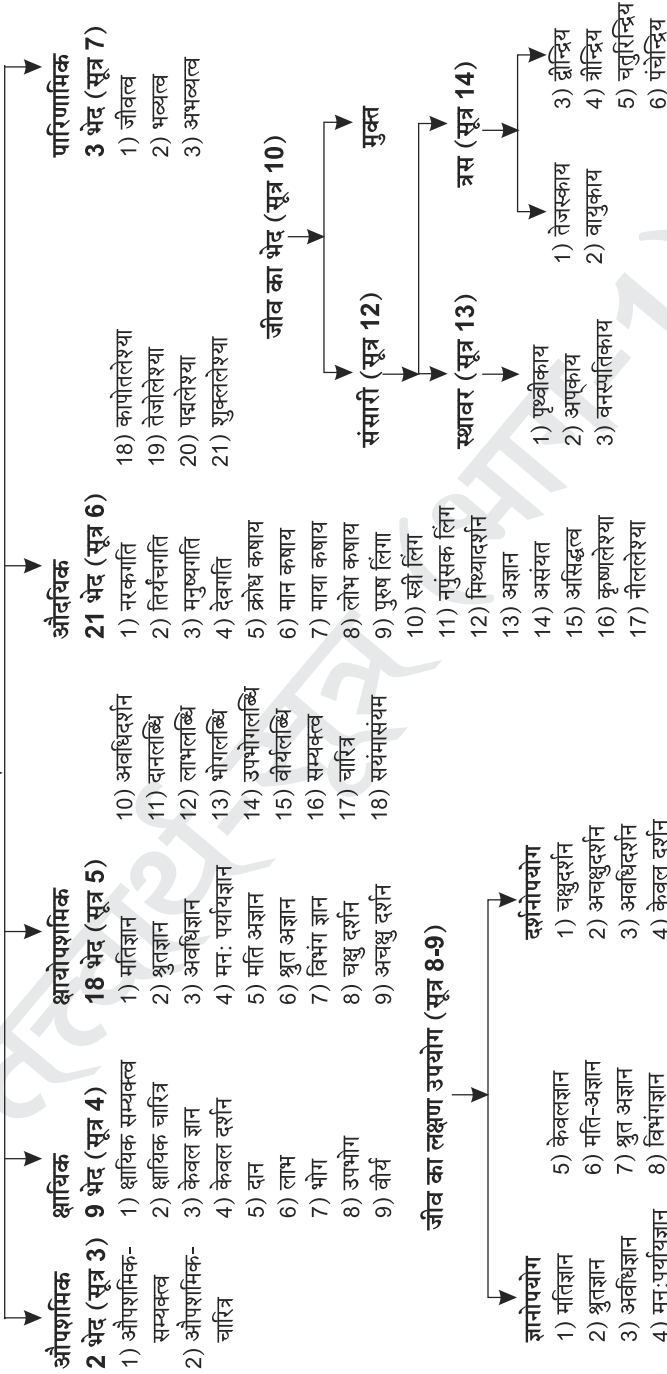 औपशमिक
2 भेद (सूत्र 3)
1) औपशमिक-
सम्यक्त्व
2) औपशमिक-
चारित्र
क्षायिक
9 भेद (सूत्र 4)
1) क्षायिक सम्यक्त्व
2) क्षायिक चारित्र
3) केवल ज्ञान
4) केवल दर्शन
5) दान
6) लाभ
7) भोग
8) उपभोग
9) वीर्य
क्षायोपशमिक
18 भेद (सूत्र 5)
1) मतिज्ञान
2) श्रुतज्ञान
3) अवधिज्ञान
4) मन: पर्यायज्ञान
5) मति अज्ञान
6) श्रुत अज्ञान
7) विभंग ज्ञान
8) चक्षु दर्शन
9) अचक्षु दर्शन
10) अवधिदर्शन
11) दानलब्धि
12) लाभलब्धि
13) भोगलब्धि
14) उपभोगलब्धि
15) वीर्यलब्धि
16) सम्यक्त्व
17) चारित्र
18) सयंमासंयम
औदयिक
21 भेद (सूत्र 6)
1) नरकगति
2) तिर्यंचगति
3) मनुष्यगति
4) देवगति
5) क्रोध कषाय
6) मान कषाय
7) माया कषाय
8) लोभ कषाय
9) पुरुष लिंगा
10) स्त्री लिंग
11) नपुंसक लिंग
12) मिथ्यादर्शन
13) अज्ञान
14) असंयत
15) असिद्धत्व
16) कृष्णलेश्या
17) नीललेश्या
18) कापोतलेश्या
19) तेजोलेश्या
20) पद्मलेश्या
21) शुक्ललेश्या
पारिणामिक
3 भेद (सूत्र 7)
1) जीवत्व
2) भव्यत्व
3) अभव्यत्व
जीव का लक्षण उपयोग (सूत्र 8-9)
ज्ञानोपयोग
1) मतिज्ञान
2) श्रुतज्ञान
3) अवधिज्ञान
4) मन:पर्यायज्ञान
5) केवलज्ञान
6) मति-अज्ञान
7) श्रुत अज्ञान
8) विभंगज्ञान
दर्शनोपयोग
1) चक्षुदर्शन
2) अचक्षुदर्शन
3) अवधिदर्शन
4) केवल दर्शन
जीव का भेद (सूत्र 10)
संसारी (सूत्र 12)
मुक्त
स्थावर (सूत्र 13)
त्रस (सूत्र 14)
1) पृथ्वीकाय
2) अप्काय
3) वनस्पतिकाय
1) तेजस्काय
2) वायुकाय
3) द्वीन्द्रिय
4) त्रीन्द्रिय
5) चतुरिन्द्रिय
6) पंचेन्द्रिय
तत्त्वार्थ-सूत्र (भाग-1)